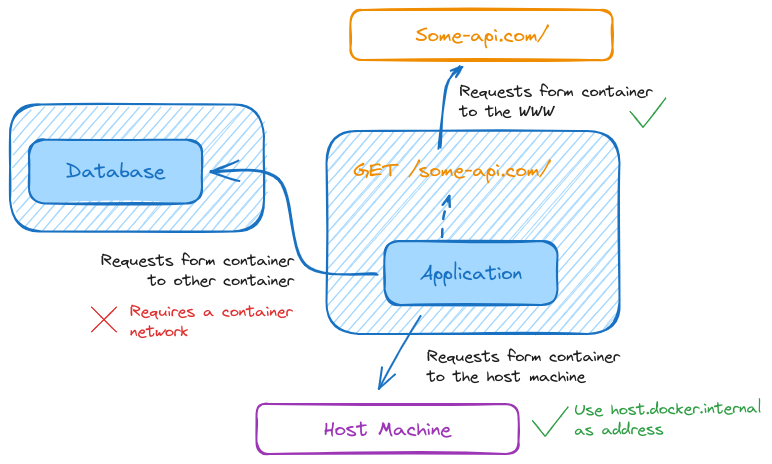 Some-api.com/
Requests form container
to the WWW
Database
GET /some-api.com/
Application
Requests form container
to other container
Requires a container
network
Requests form container
to the host machine
Host Machine
Use host.docker.internal
as address